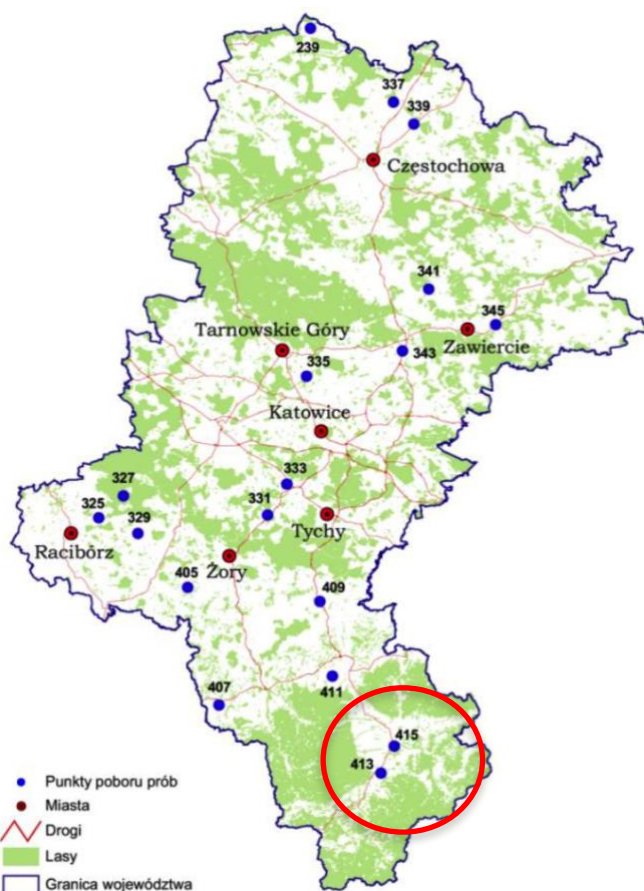 239
337
339
Częstochowa
341
345
Tarnowskie Góry
Zawiercie
343
335
Katowice
333
327
325
331
329
Tychy
Racibórz
Żory
405
409
407
411
415
413
Punkty poboru prób
Miasta
Drogi
Lasy
Granica województwa